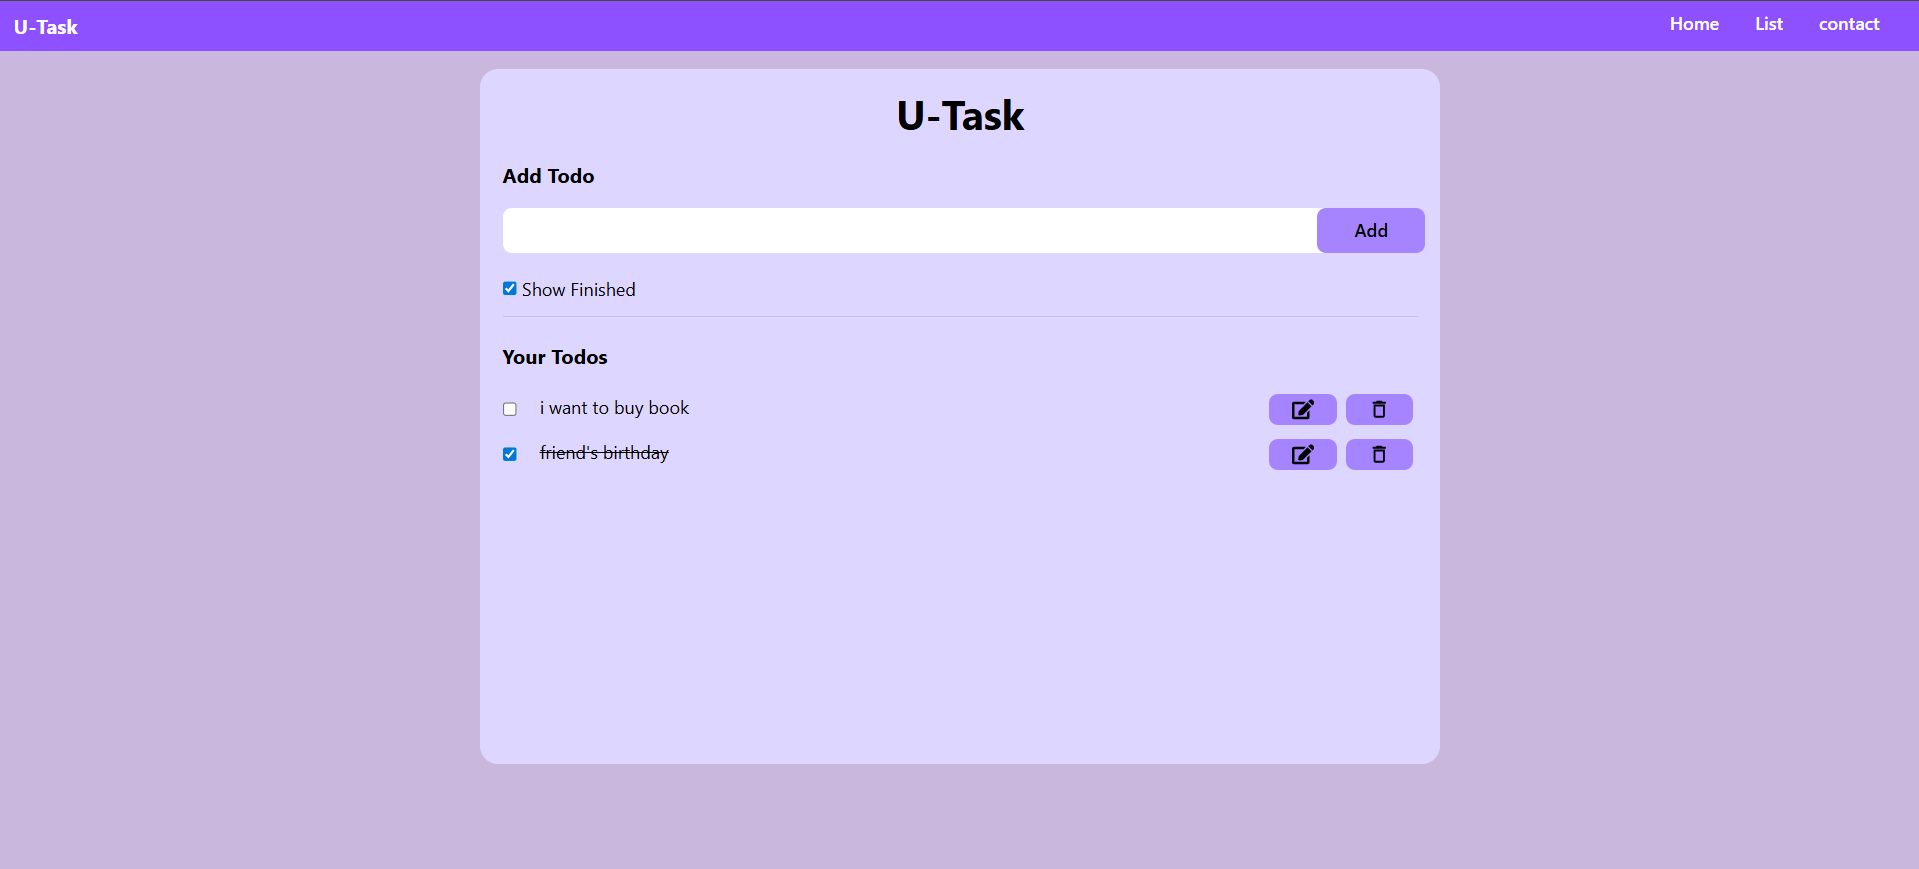 U-Task
Home List contact
U-Task
Add Todo
Add
Show Finished
Your Todos
i want to buy book
friend's birthday